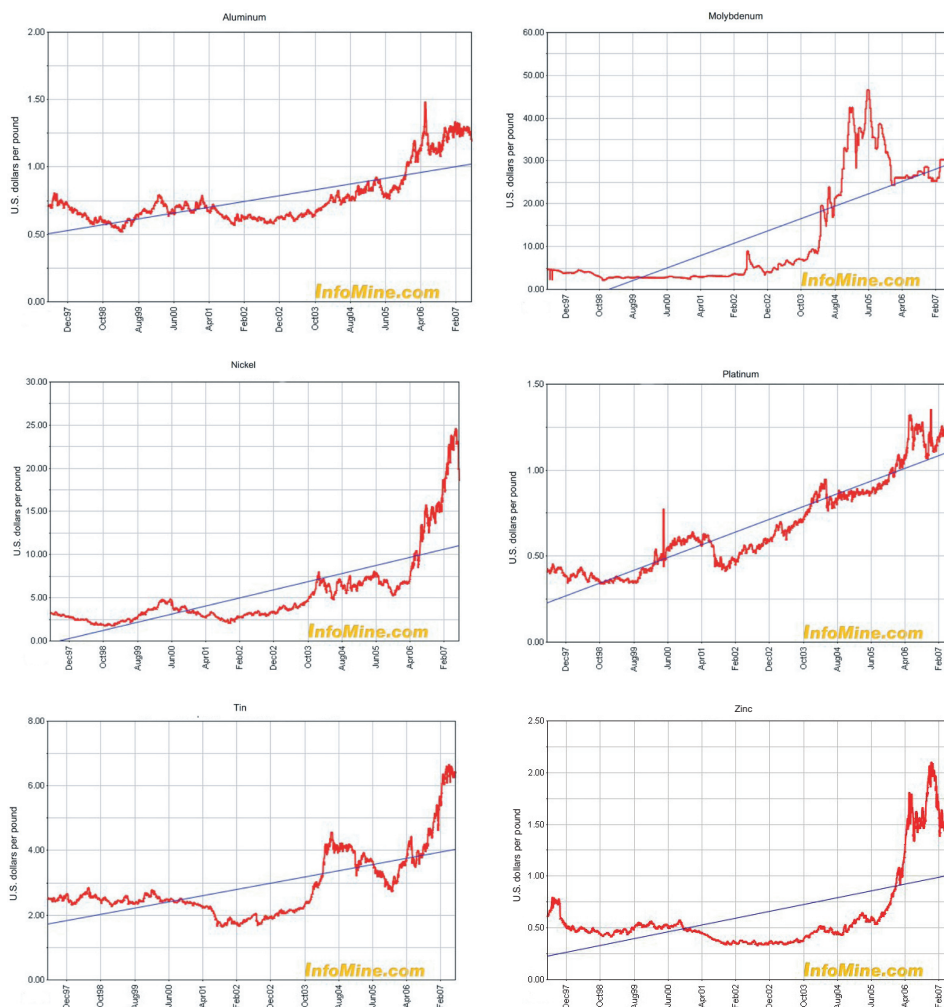 Aluminum
U.S. dollars per pound
2.00
1.50
1.00
0.50
0.00
InfoMine.com
Dec97 Oct98 Aug99 Jun00 Apr01 Feb02 Dec02 Oct03 Aug04 Jun05 Apr06 Feb07
Molybdenum
U.S. dollars per pound
60.00
50.00
40.00
30.00
20.00
10.00
0.00
InfoMine.com
Dec97 Oct98 Aug99 Jun00 Apr01 Feb02 Dec02 Oct03 Aug04 Jun05 Apr06 Feb07
Nickel
U.S. dollars per pound
30.00
25.00
20.00
15.00
10.00
5.00
0.00
InfoMine.com
Dec97 Oct98 Aug99 Jun00 Apr01 Feb02 Dec02 Oct03 Aug04 Jun05 Apr06 Feb07
Platinum
U.S. dollars per pound
1.50
1.00
0.50
0.00
InfoMine.com
Dec97 Oct98 Aug99 Jun00 Apr01 Feb02 Dec02 Oct03 Aug04 Jun05 Apr06 Feb07
Tin
U.S. dollars per pound
8.00
6.00
4.00
2.00
0.00
InfoMine.com
Dec97 Oct98 Aug99 Jun00 Apr01 Feb02 Dec02 Oct03 Aug04 Jun05 Apr06 Feb07
Zinc
U.S. dollars per pound
2.50
2.00
1.50
1.00
0.50
0.00
InfoMine.com
Dec97 Oct98 Aug99 Jun00 Apr01 Feb02 Dec02 Oct03 Aug04 Jun05 Apr06 Feb07